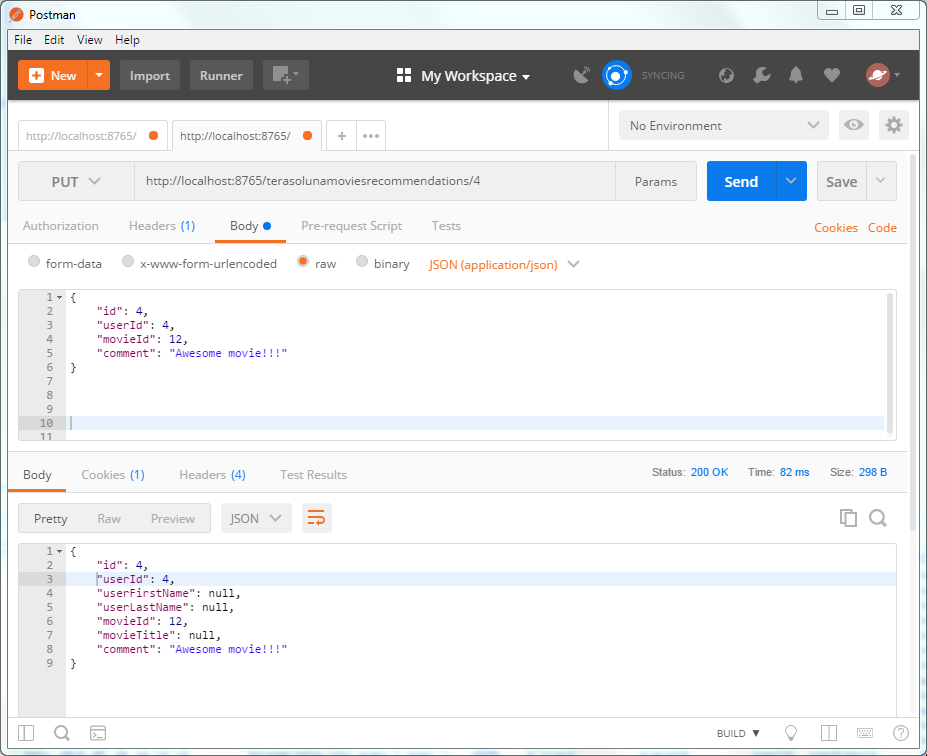 Postman
File Edit View Help
New Import Runner My Workspace SYNCING
http://localhost:8765/ http://localhost:8765/ + ••• No Environment
PUT http://localhost:8765/terasolunamoviesrecommendations/4 Params Send Save
Authorization Headers (1) Body Pre-request Script Tests Cookies Code
form-data x-www-form-urlencoded raw binary JSON (application/json)
1 {
2 "id": 4,
3 "userId": 4,
4 "movieId": 12,
5 "comment": "Awesome movie!!!"
6 }
7
8
9
10
11
Body Cookies (1) Headers (4) Test Results Status: 200 OK Time: 82 ms Size: 298 B
Pretty Raw Preview JSON
1 {
2 "id": 4,
3 "userId": 4,
4 "userFirstName": null,
5 "userLastName": null,
6 "movieId": 12,
7 "movieTitle": null,
8 "comment": "Awesome movie!!!"
9 }
BUILD